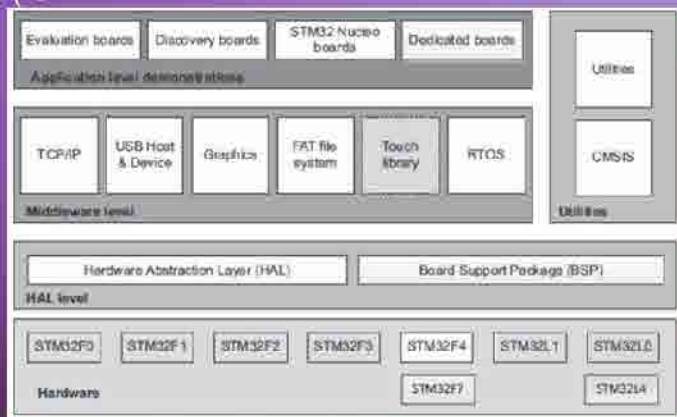 Evaluation boards
Discovery boards
STM32 Nucleo
boards
Dedicated boards
Application level demonstrations
Utilities
TCP/IP
USB Host
& Device
Graphics
FAT file
system
Touch
library
RTOS
CMSIS
Middleware level
Utilities
Hardware Abstraction Layer (HAL)
Board Support Package (BSP)
HAL level
STM32F0
STM32F1
STM32F2
STM32F3
STM32F4
STM32L1
STM32L0
Hardware
STM32F7
STM32L4